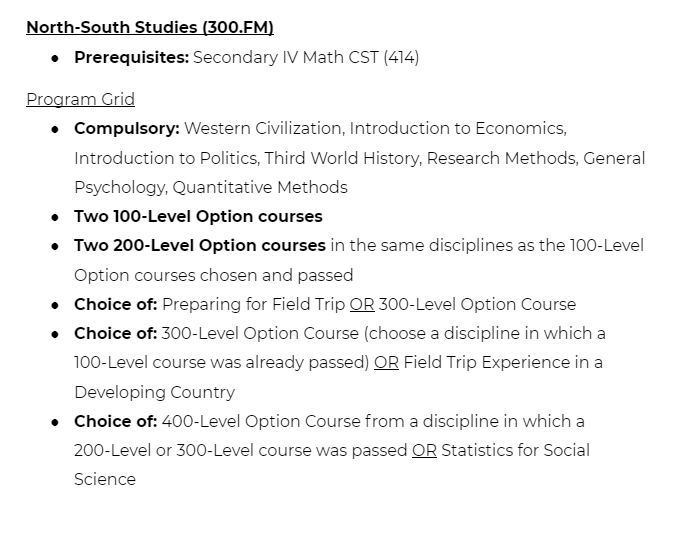 North-South Studies (300.FM)
● Prerequisites: Secondary IV Math CST (414)
Program Grid
● Compulsory: Western Civilization, Introduction to Economics,
Introduction to Politics, Third World History, Research Methods, General
Psychology, Quantitative Methods
● Two 100-Level Option courses
● Two 200-Level Option courses in the same disciplines as the 100-Level
Option courses chosen and passed
● Choice of: Preparing for Field Trip OR 300-Level Option Course
● Choice of: 300-Level Option Course (choose a discipline in which a
100-Level course was already passed) OR Field Trip Experience in a
Developing Country
● Choice of: 400-Level Option Course from a discipline in which a
200-Level or 300-Level course was passed OR Statistics for Social
Science